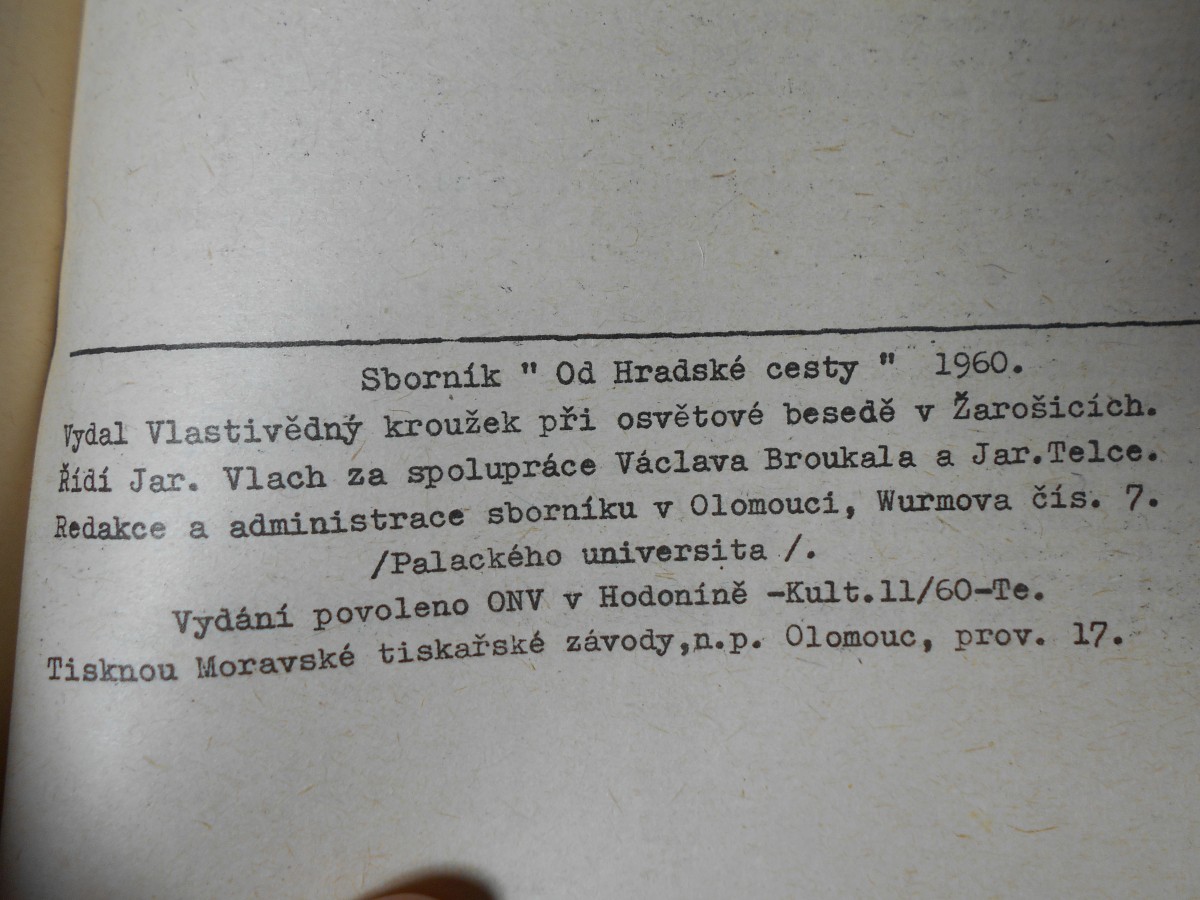 Sborník " Od Hradské cesty " 1960.
Vydal Vlastivědný kroužek při osvětové besedě v Žarošicích.
Řídí Jar. Vlach za spolupráce Václava Broukala a Jar.Telce.
Redakce a administrace sborníku v Olomouci, Wurmova čís. 7.
/Palackého universita /.
Vydání povoleno ONV v Hodoníně -Kult.11/60-Te.
Tisknou Moravské tiskařské závody,n.p. Olomouc, prov. 17.